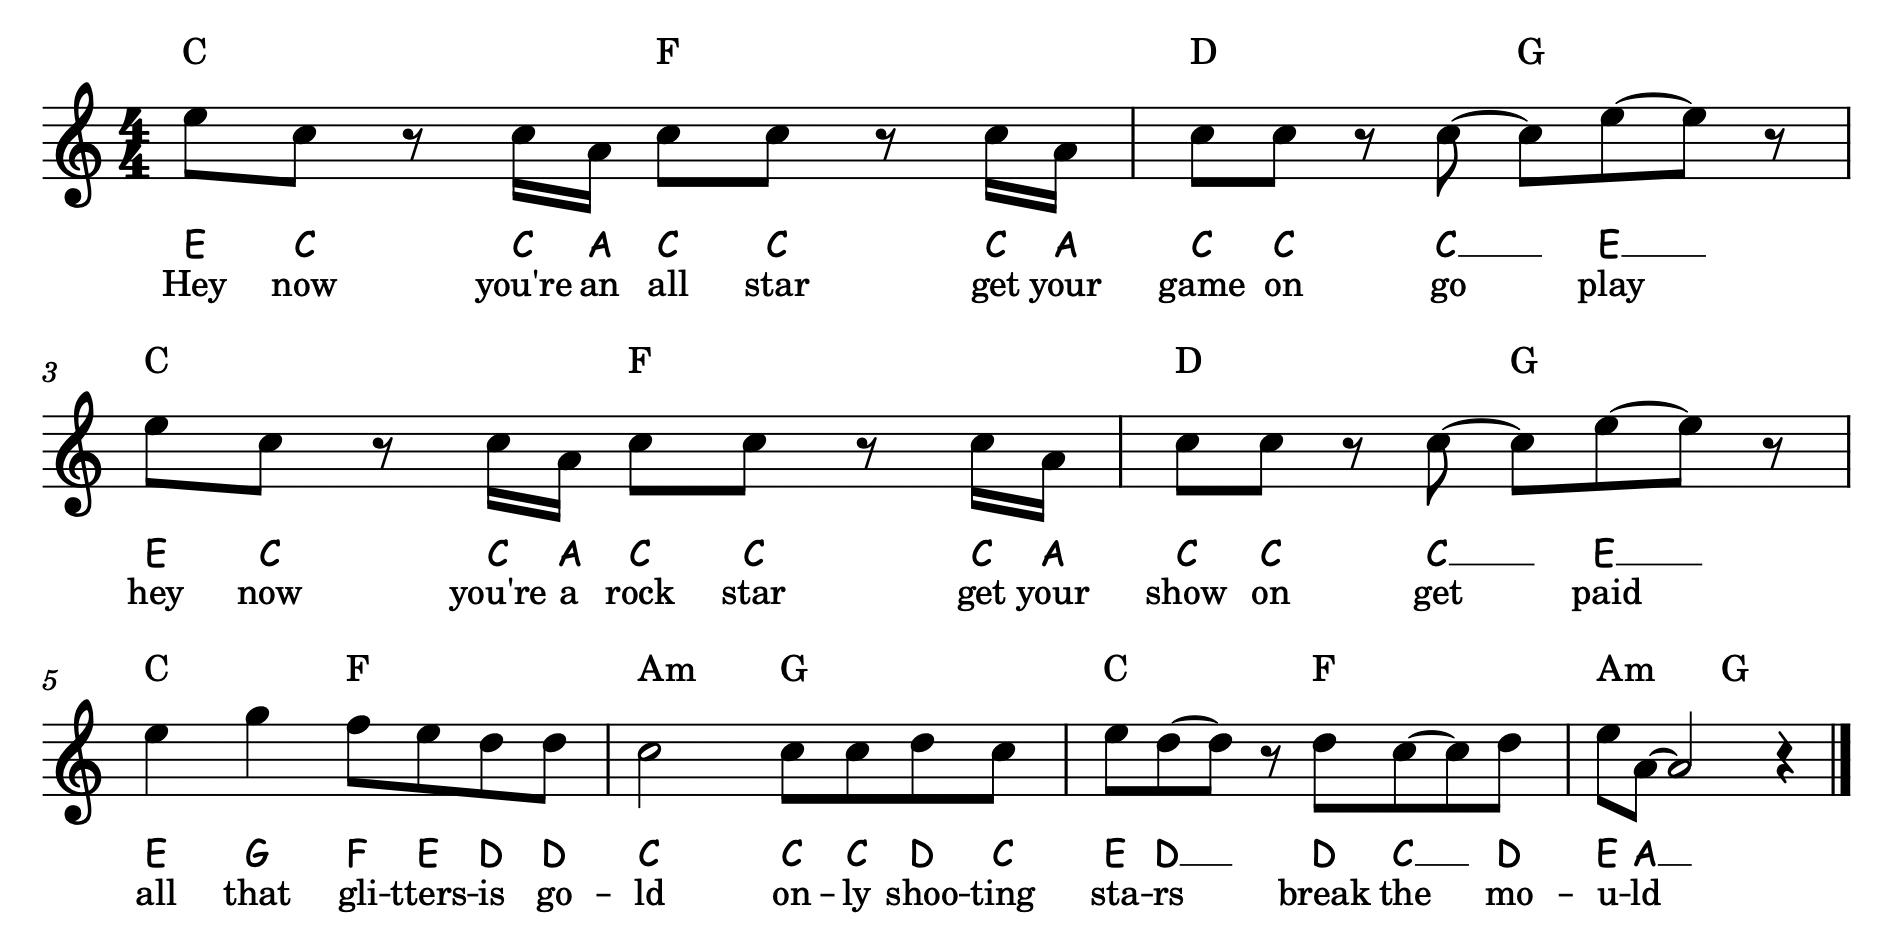 C F D G
4/4
E C C A C C C A C C C E
Hey now you're an all star get your game on go play
3 C F D G
E C C A C C C A C C C E
hey now you're a rock star get your show on get paid
5 C F Am G C F Am G
E G F E D D C C C D C E D D C D E A
all that gli-tters-is go - ld on - ly shoo-ting sta-rs break the mo - u-ld